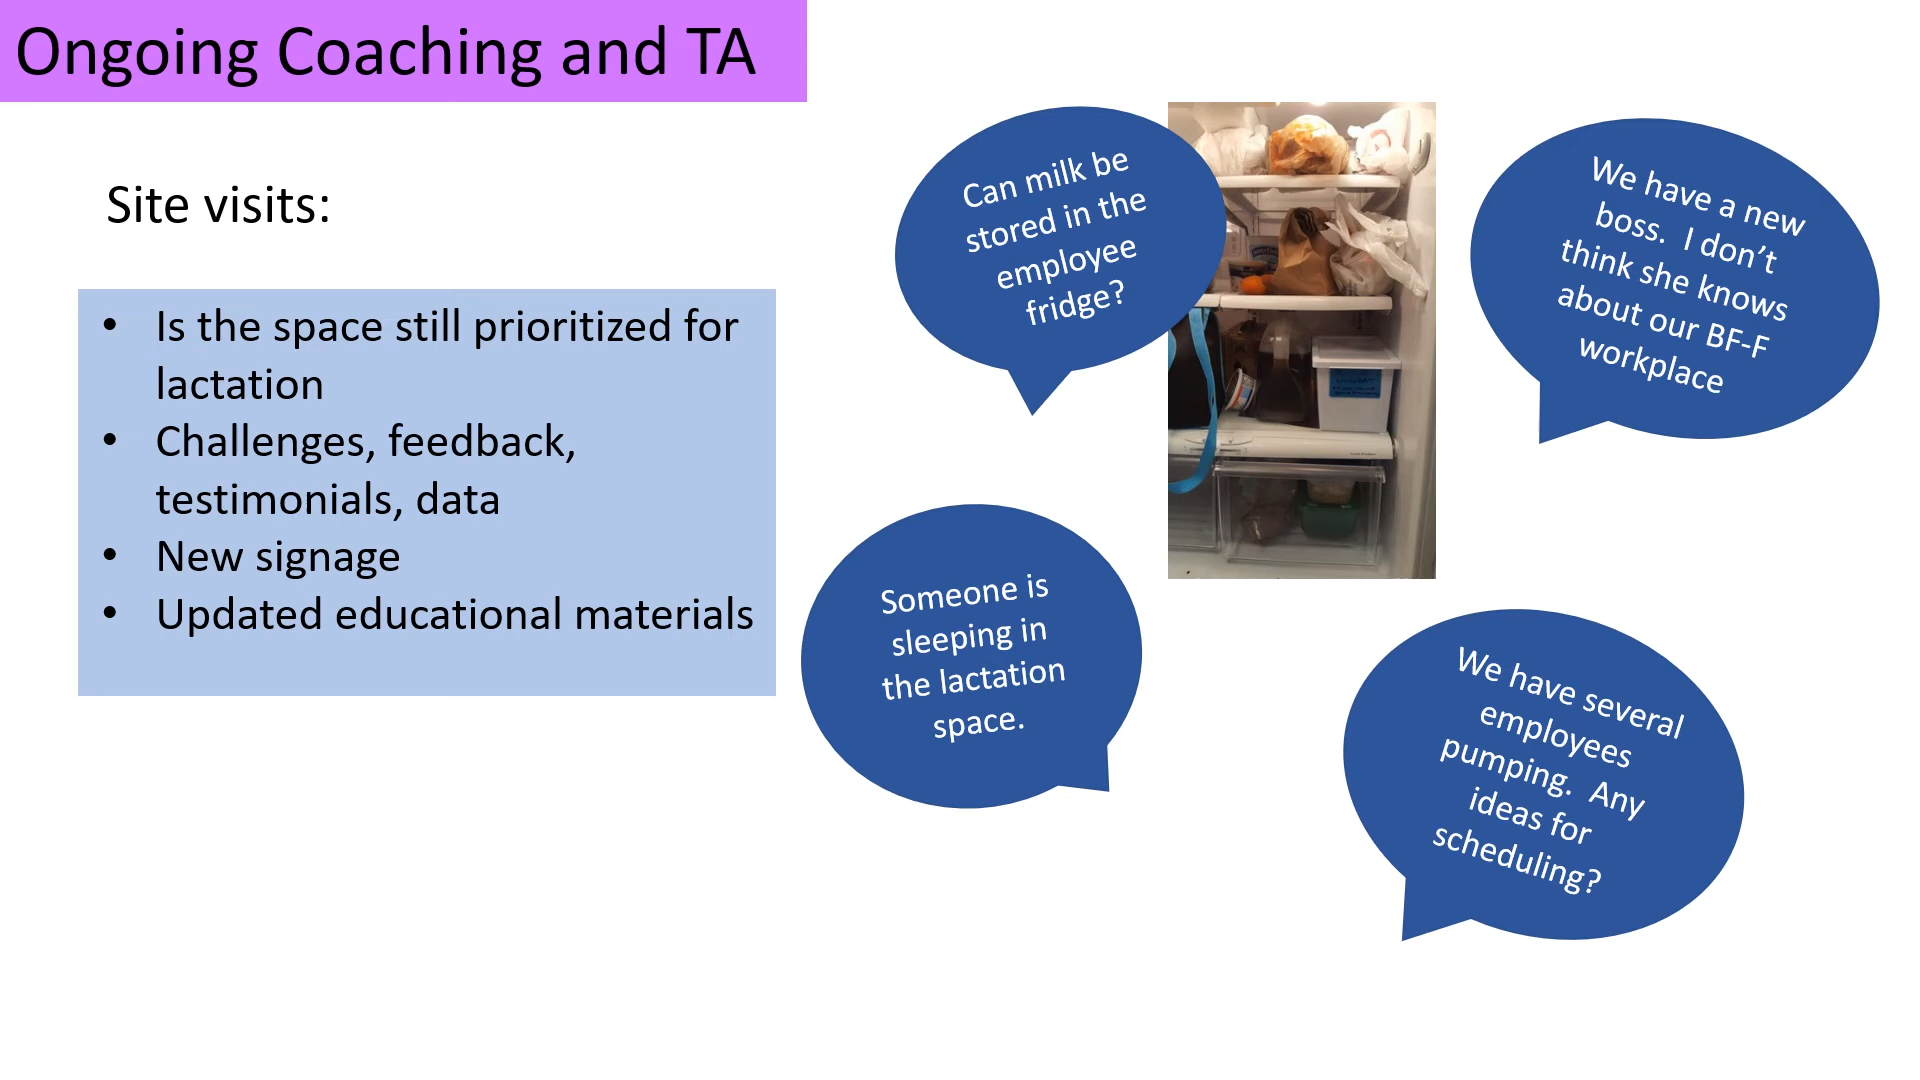 Ongoing Coaching and TA
Site visits:
• Is the space still prioritized for
lactation
• Challenges, feedback,
testimonials, data
• New signage
• Updated educational materials
Can milk be
stored in the
employee
fridge?
We have a new
boss.  I don’t
think she knows
about our BF-F
workplace
Someone is
sleeping in
the lactation
space.
We have several
employees
pumping.  Any
ideas for
scheduling?